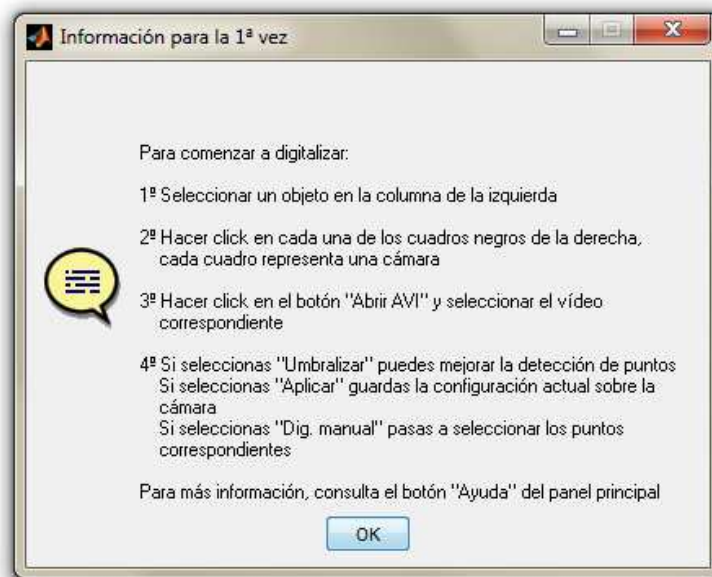 Información para la 1ª vez
Para comenzar a digitalizar:
1º Seleccionar un objeto en la columna de la izquierda
2º Hacer click en cada una de los cuadros negros de la derecha,
cada cuadro representa una cámara
3º Hacer click en el botón "Abrir AVI" y seleccionar el vídeo
correspondiente
4º Si seleccionas "Umbralizar" puedes mejorar la detección de puntos
Si seleccionas "Aplicar" guardas la configuración actual sobre la
cámara
Si seleccionas "Dig. manual" pasas a seleccionar los puntos
correspondientes
Para más información, consulta el botón "Ayuda" del panel principal
OK